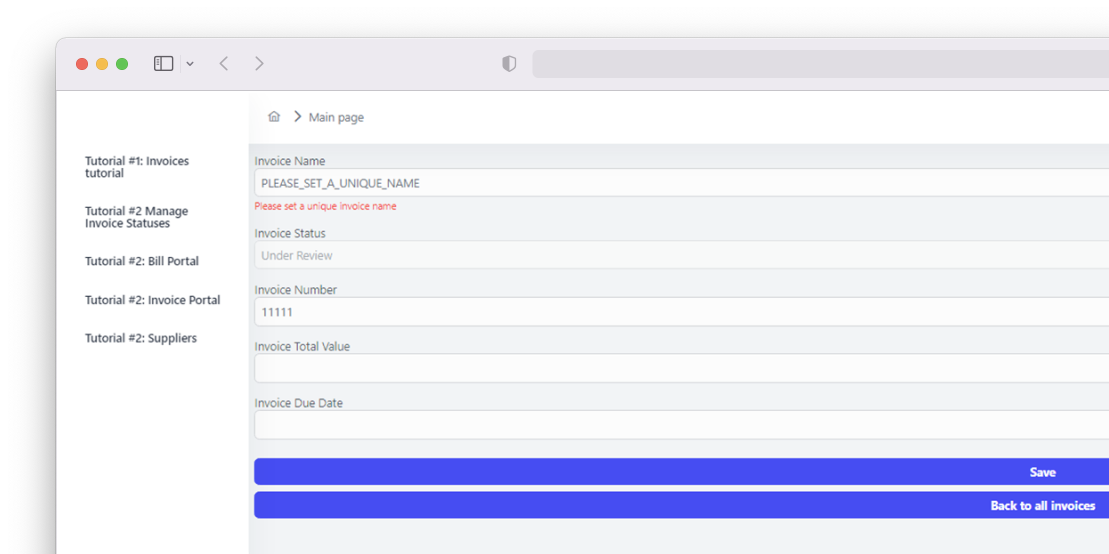 Main page
Tutorial #1: Invoices
tutorial
Tutorial #2 Manage
Invoice Statuses
Tutorial #2: Bill Portal
Tutorial #2: Invoice Portal
Tutorial #2: Suppliers
Invoice Name
PLEASE_SET_A_UNIQUE_NAME
Please set a unique invoice name
Invoice Status
Under Review
Invoice Number
11111
Invoice Total Value
Invoice Due Date
Save
Back to all invoices